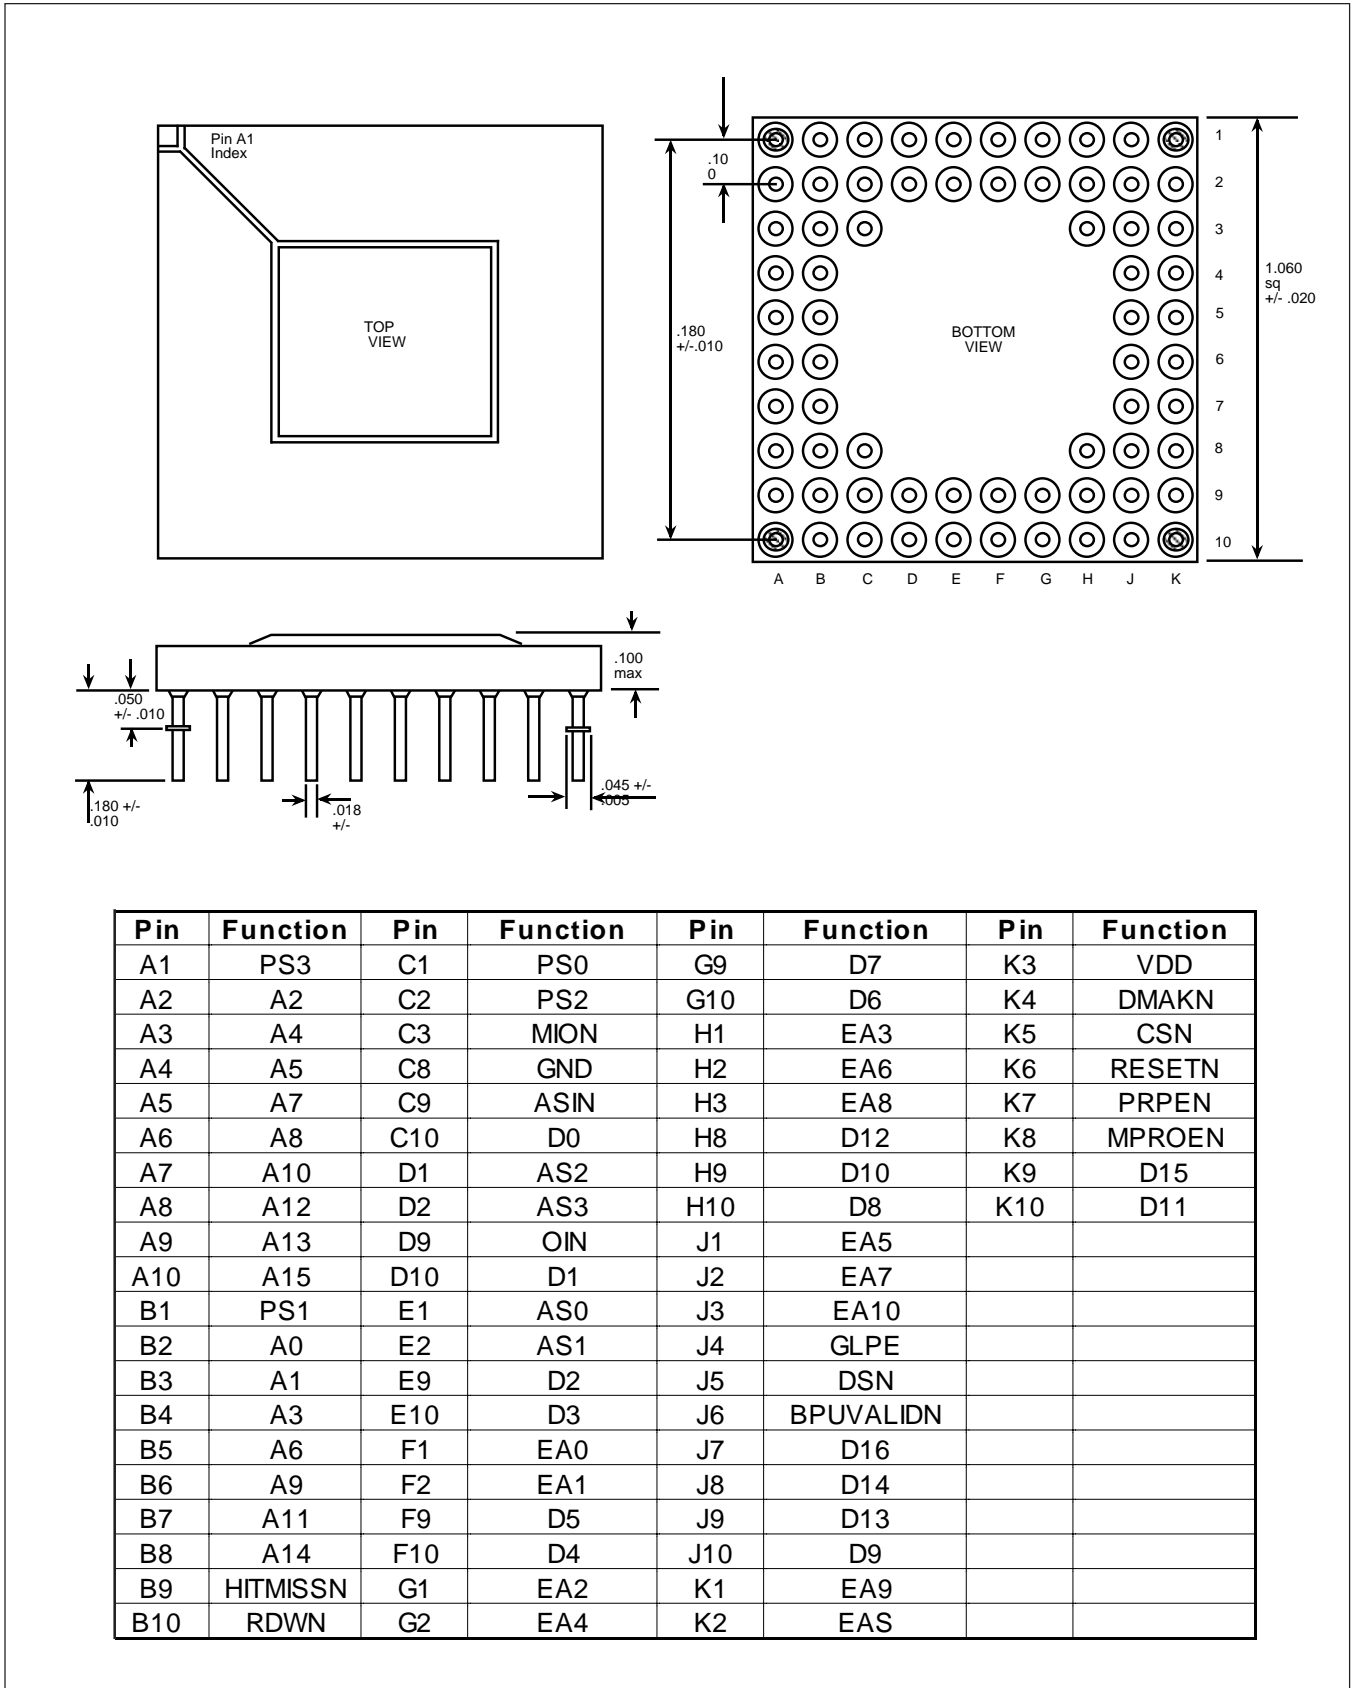 Pin A1
Index
TOP
VIEW
.10
0
.180
+/-.010
BOTTOM
VIEW
1
2
3
4
5
6
7
8
9
10
1.060
sq
+/- .020
A B C D E F G H J K
.100
max
.050
+/- .010
.180 +/-
.010
.018
+/-
.045 +/-
.005
Pin Function Pin Function Pin Function Pin Function
A1 PS3 C1 PS0 G9 D7 K3 VDD
A2 A2 C2 PS2 G10 D6 K4 DMAKN
A3 A4 C3 MION H1 EA3 K5 CSN
A4 A5 C8 GND H2 EA6 K6 RESETN
A5 A7 C9 ASIN H3 EA8 K7 PRPEN
A6 A8 C10 D0 H8 D12 K8 MPROEN
A7 A10 D1 AS2 H9 D10 K9 D15
A8 A12 D2 AS3 H10 D8 K10 D11
A9 A13 D9 OIN J1 EA5
A10 A15 D10 D1 J2 EA7
B1 PS1 E1 AS0 J3 EA10
B2 A0 E2 AS1 J4 GLPE
B3 A1 E9 D2 J5 DSN
B4 A3 E10 D3 J6 BPUVALIDN
B5 A6 F1 EA0 J7 D16
B6 A9 F2 EA1 J8 D14
B7 A11 F9 D5 J9 D13
B8 A14 F10 D4 J10 D9
B9 HITMISSN G1 EA2 K1 EA9
B10 RDWN G2 EA4 K2 EAS